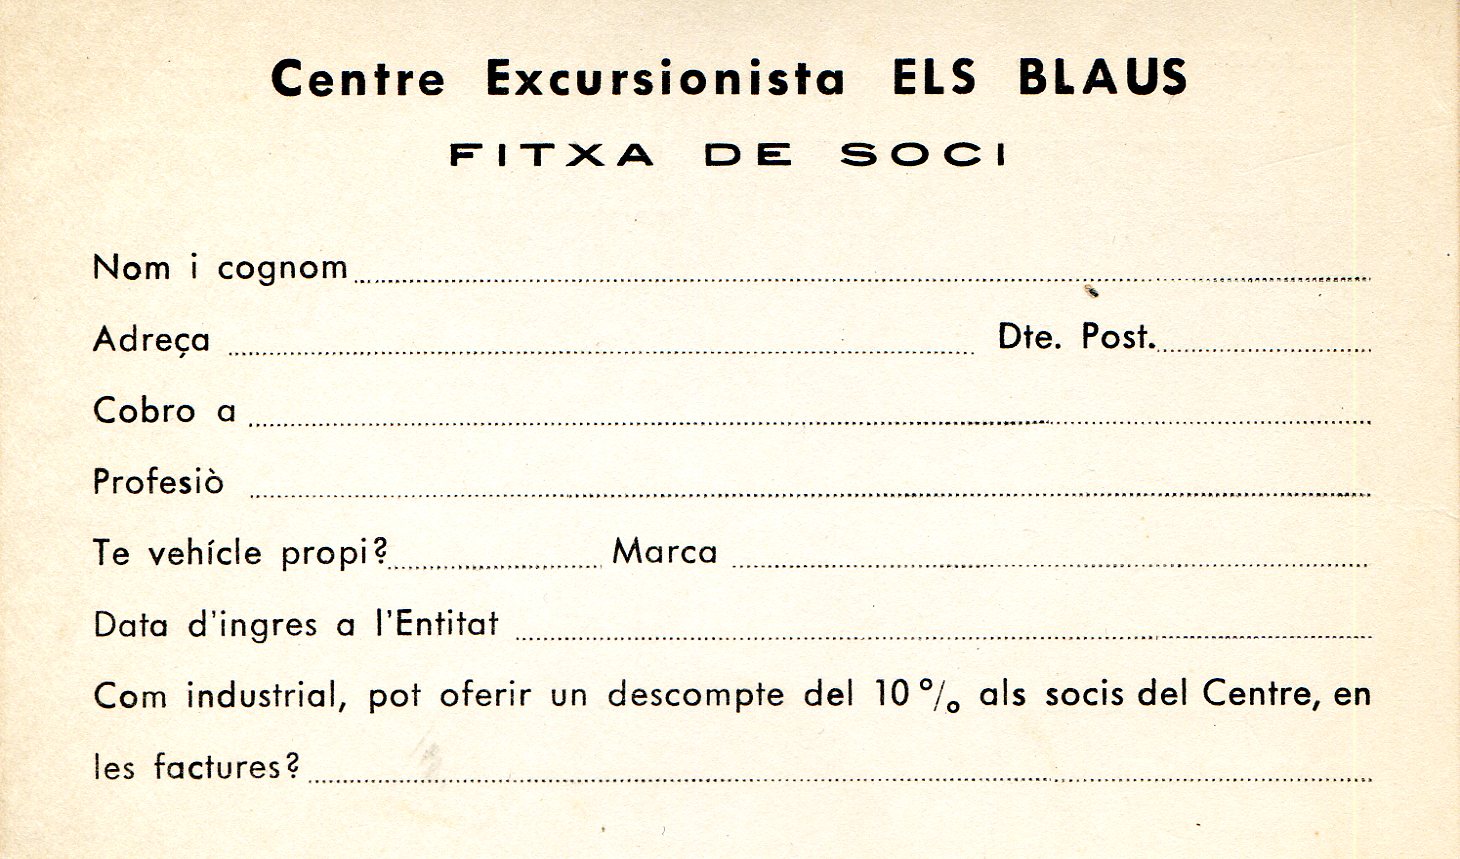 Centre Excursionista ELS BLAUS
FITXA DE SOCI
Nom i cognom
Adreça Dte. Post.
Cobro a
Profesiò
Te vehícle propi? Marca
Data d'ingres a l'Entitat
Com industrial, pot oferir un descompte del 10 % als socis del Centre, en
les factures?